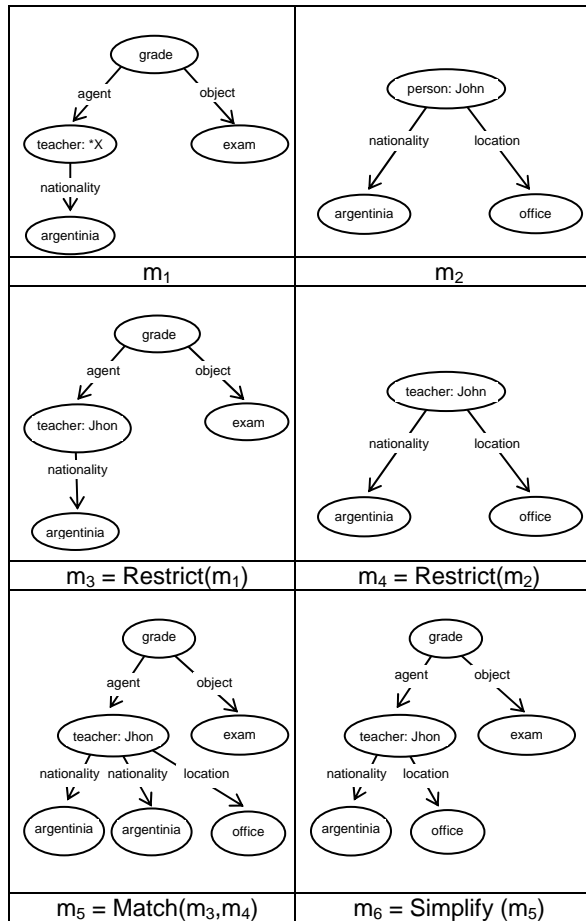 grade
agent object
teacher: *X exam
nationality
argentinia
m1
person: John
nationality location
argentinia office
m2
grade
agent object
teacher: Jhon exam
nationality
argentinia
m3 = Restrict(m1)
teacher: John
nationality location
argentinia office
m4 = Restrict(m2)
grade
agent object
teacher: Jhon exam
nationality nationality location
argentinia argentinia office
m5 = Match(m3,m4)
grade
agent object
teacher: Jhon exam
nationality location
argentinia office
m6 = Simplify (m5)